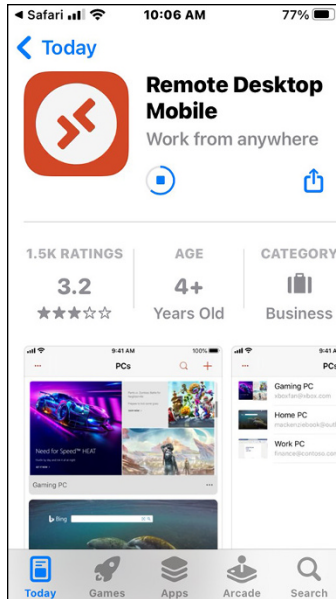 Safari 10:06 AM 77%
Today
Remote Desktop
Mobile
Work from anywhere
1.5K RATINGS AGE CATEGORY
3.2 4+
Years Old Business
9:41 AM 100% 9:41 A
PCs PCs
Gaming PC
Home PC
Need for Speed™ HEAT
Work PC
Gaming PC
Bing
Today Games Apps Arcade Search